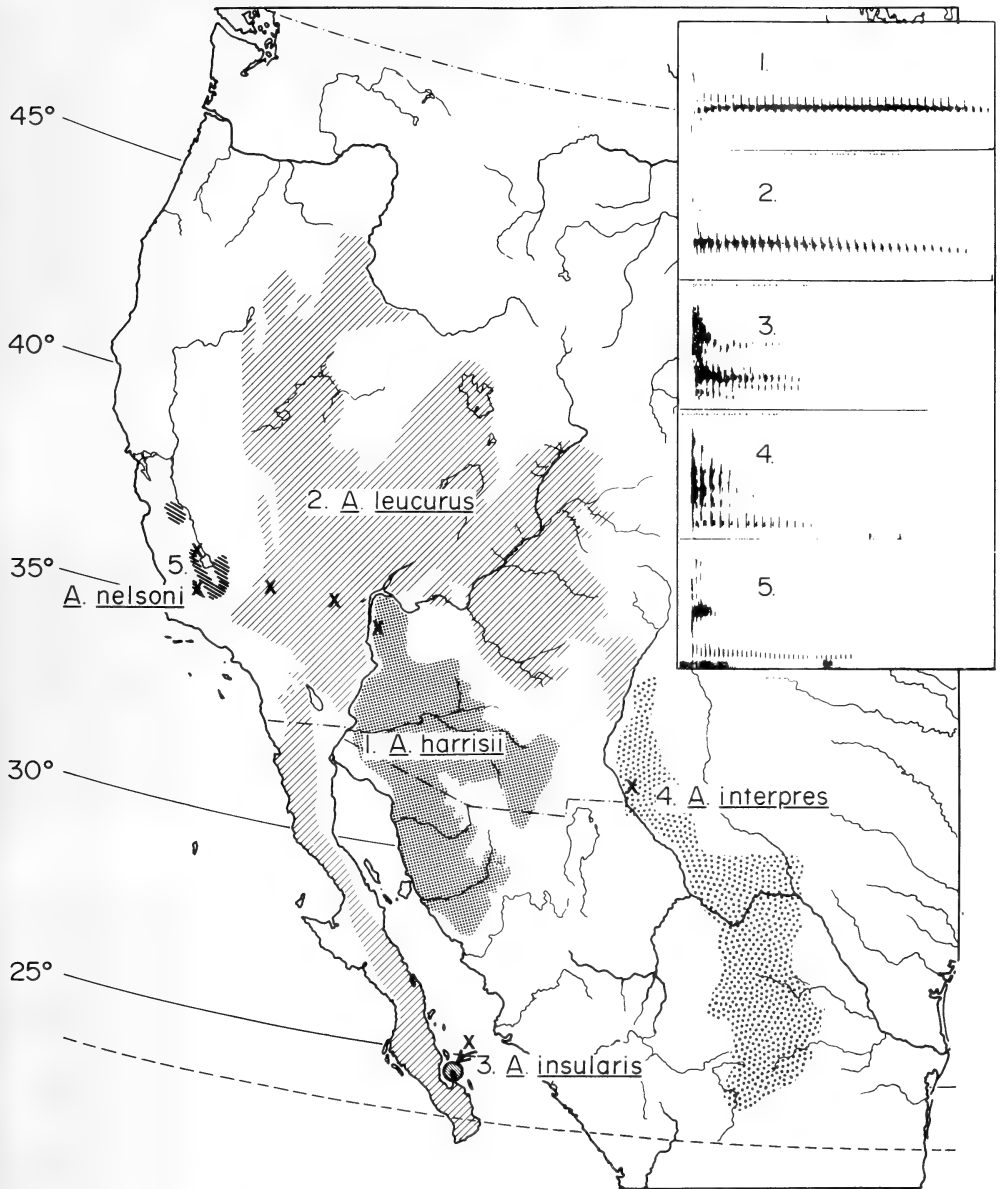 45°
40°
35°
30°
25°
1.
2.
3.
4.
5.
2. A. leucurus
5.
A. nelsoni
x
x
x
x
x
1. A. harrisii
x
4. A. interpres
x
3. A. insularis